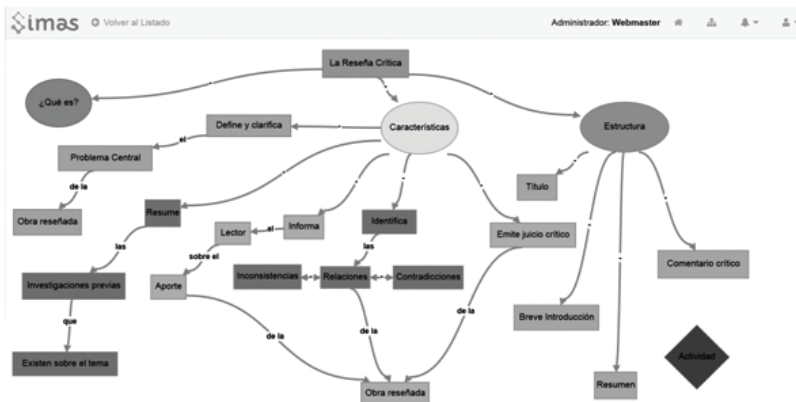 Simas
Volver al Listado
Administrador: Webmaster
La Reseña Crítica
¿Qué es?
Características
Estructura
Define y clarifica
el
Problema Central
de la
Obra reseñada
Resume
las
Investigaciones previas
que
Existen sobre el tema
Informa
al
Lector
sobre el
Aporte
de la
Identifica
las
Inconsistencias
Relaciones
Contradicciones
de la
Emite juicio crítico
de la
Obra reseñada
Título
Breve Introducción
Resumen
Comentario crítico
Actividad